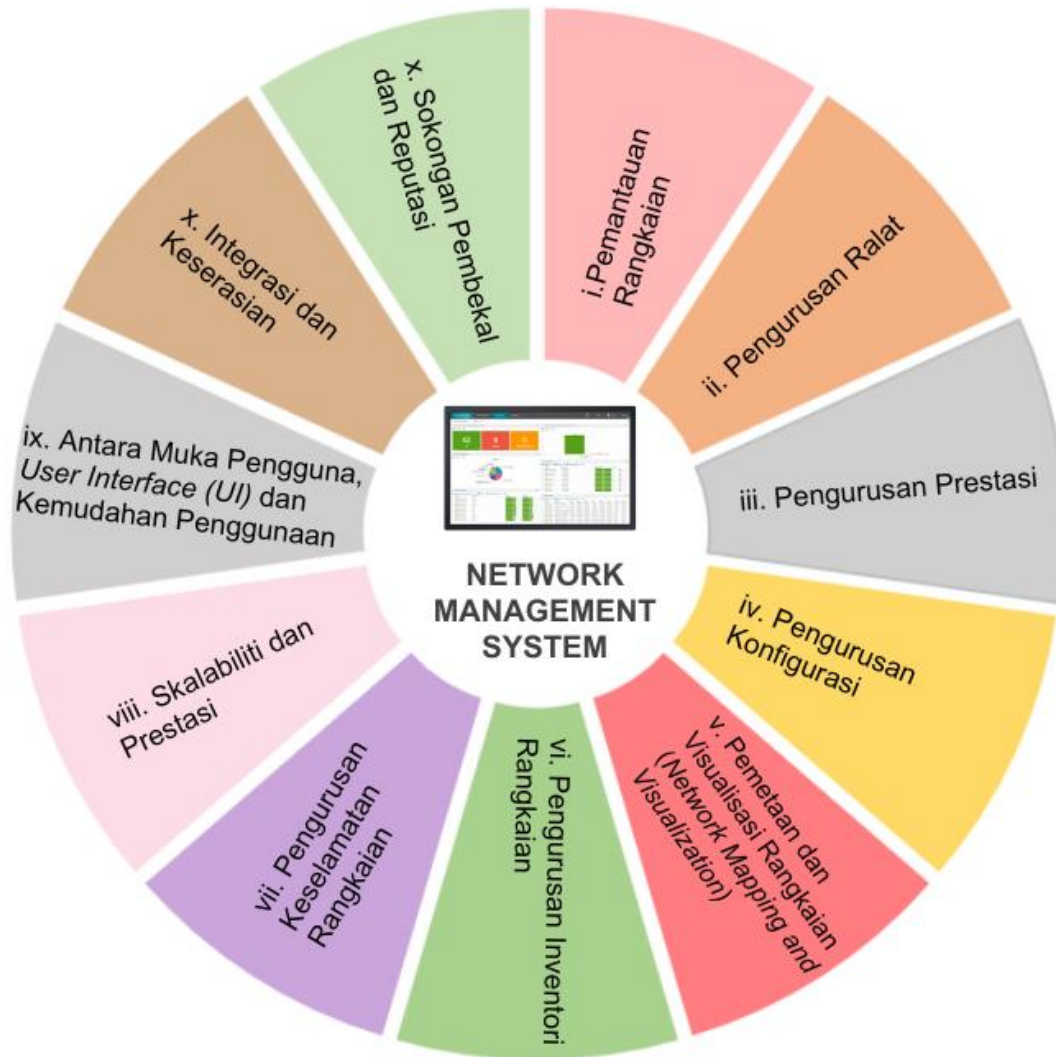 NETWORK
MANAGEMENT
SYSTEM
i.Pemantauan
Rangkaian
ii. Pengurusan Ralat
iii. Pengurusan Prestasi
iv. Pengurusan
Konfigurasi
v. Pemetaan dan
Visualisasi Rangkaian
(Network Mapping and
Visualization)
vi. Pengurusan Inventori
Rangkaian
vii. Pengurusan
Keselamatan
Rangkaian
viii. Skalabiliti dan
Prestasi
ix. Antara Muka Pengguna,
User Interface (UI) dan
Kemudahan Penggunaan
x. Integrasi dan
Keserasian
x. Sokongan Pembekal
dan Reputasi